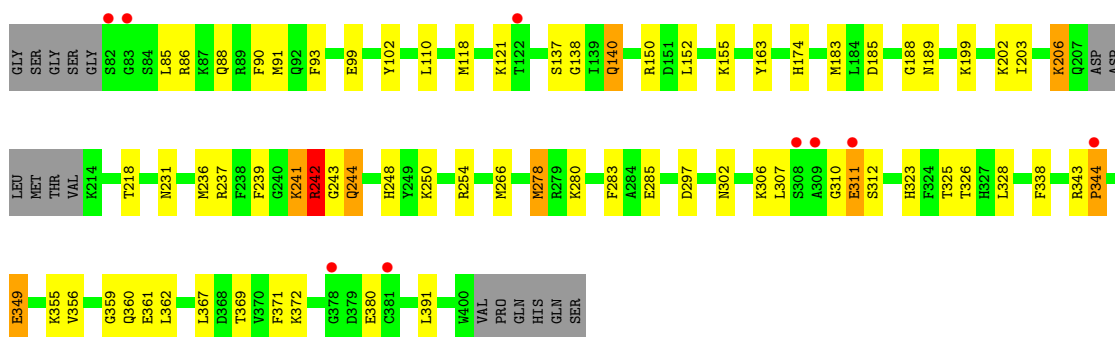 GLY SER GLY SER GLY S82 G83 S84 L85 R86 K87 Q88 R89 F90 M91 Q92 F93 E99 Y102 L110 M118 K121 T122 S137 G138 I139 Q140 R150 D151 L152 K155 Y163 H174 M183 L184 D185 G188 N189 K199 K202 I203 K206 Q207 ASP ASP
LEU MET THR VAL K214 T218 N231 M236 R237 F238 F239 G240 K241 R242 G243 Q244 H248 Y249 K250 R254 M266 M278 R279 K280 F283 A284 E285 D297 N302 K306 L307 S308 A309 G310 E311 S312 H323 F324 T325 T326 H327 L328 F338 R343 P344
E349 K355 V356 G359 Q360 E361 L362 L367 D368 T369 V370 F371 K372 G378 D379 E380 C381 L391 W400 VAL PRO GLN HIS GLN SER